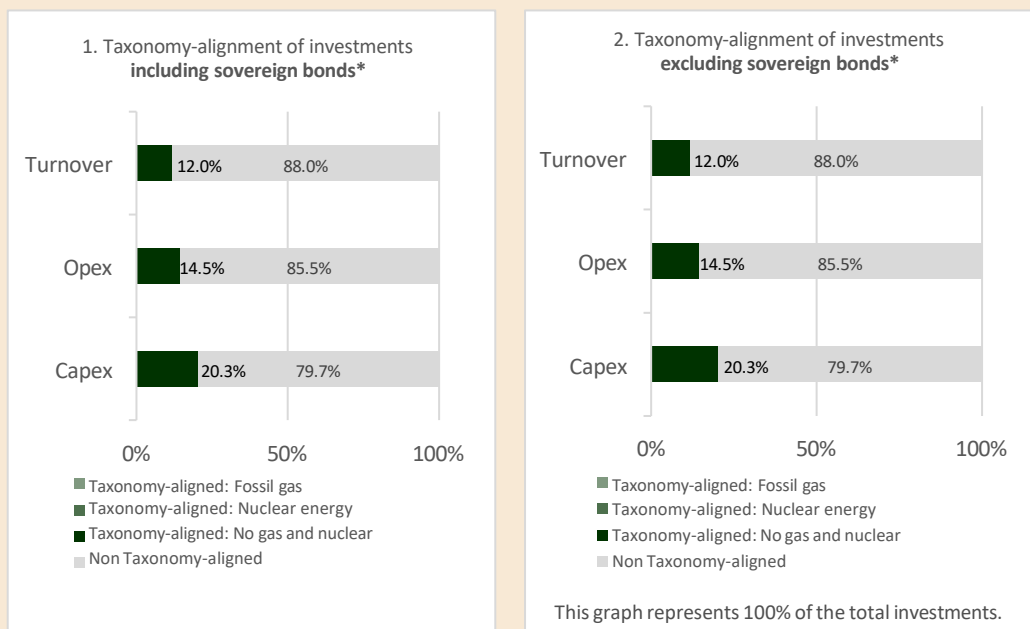 1. Taxonomy-alignment of investments
including sovereign bonds*
Turnover
12.0%
88.0%
Opex
14.5%
85.5%
Capex
20.3%
79.7%
0%
50%
100%
Taxonomy-aligned: Fossil gas
Taxonomy-aligned: Nuclear energy
Taxonomy-aligned: No gas and nuclear
Non Taxonomy-aligned
2. Taxonomy-alignment of investments
excluding sovereign bonds*
Turnover
12.0%
88.0%
Opex
14.5%
85.5%
Capex
20.3%
79.7%
0%
50%
100%
Taxonomy-aligned: Fossil gas
Taxonomy-aligned: Nuclear energy
Taxonomy-aligned: No gas and nuclear
Non Taxonomy-aligned
This graph represents 100% of the total investments.